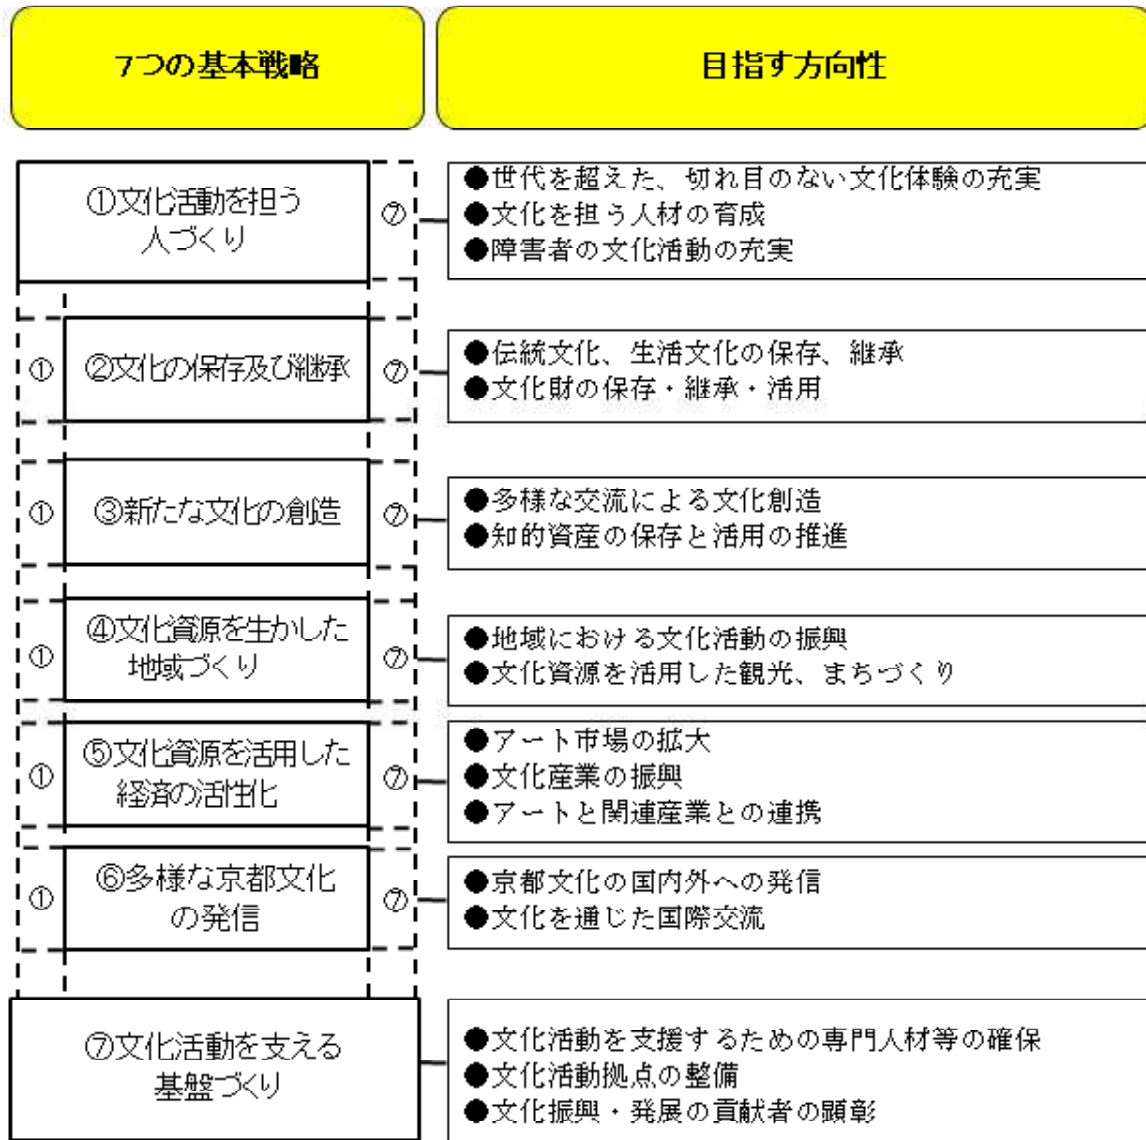 7つの基本戦略
目指す方向性
①文化活動を担う
人づくり
⑦
●世代を超えた、切れ目のない文化体験の充実
●文化を担う人材の育成
●障害者の文化活動の充実
①
②文化の保存及び継承
⑦
●伝統文化、生活文化の保存、継承
●文化財の保存・継承・活用
①
③新たな文化の創造
⑦
●多様な交流による文化創造
●知的資産の保存と活用の推進
①
④文化資源を生かした
地域づくり
⑦
●地域における文化活動の振興
●文化資源を活用した観光、まちづくり
①
⑤文化資源を活用した
経済の活性化
⑦
●アート市場の拡大
●文化産業の振興
●アートと関連産業との連携
①
⑥多様な京都文化
の発信
⑦
●京都文化の国内外への発信
●文化を通じた国際交流
⑦文化活動を支える
基盤づくり
●文化活動を支援するための専門人材等の確保
●文化活動拠点の整備
●文化振興・発展の貢献者の顕彰